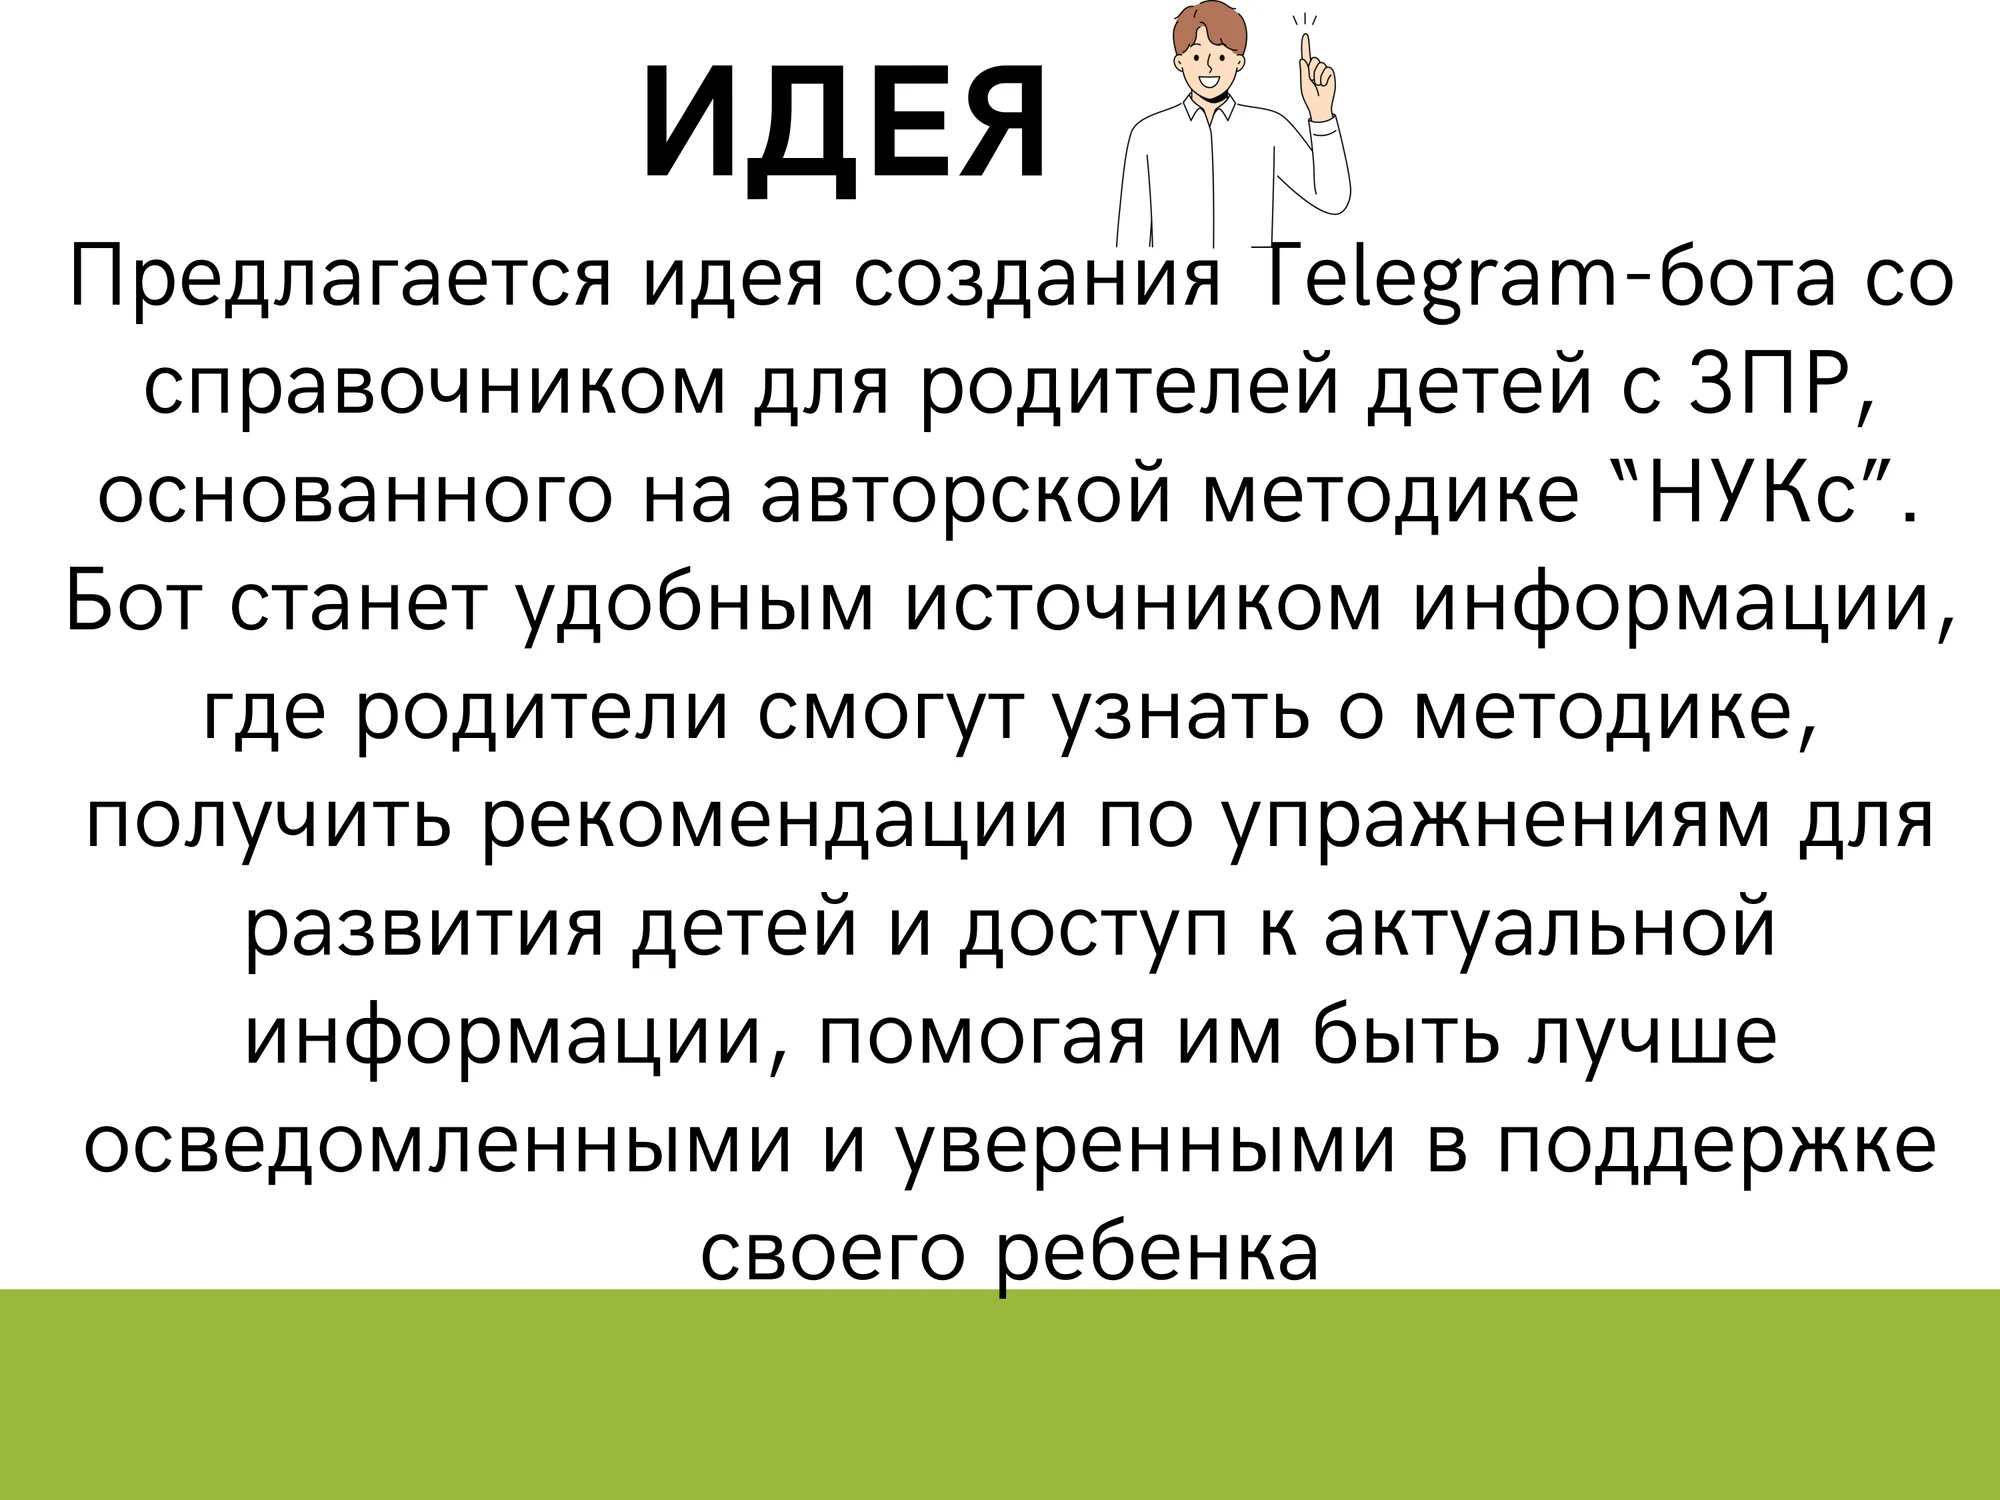 ИДЕЯ
Предлагается идея создания Telegram-бота со
справочником для родителей детей с ЗПР,
основанного на авторской методике “НУКс”.
Бот станет удобным источником информации,
где родители смогут узнать о методике,
получить рекомендации по упражнениям для
развития детей и доступ к актуальной
информации, помогая им быть лучше
осведомленными и уверенными в поддержке
своего ребенка